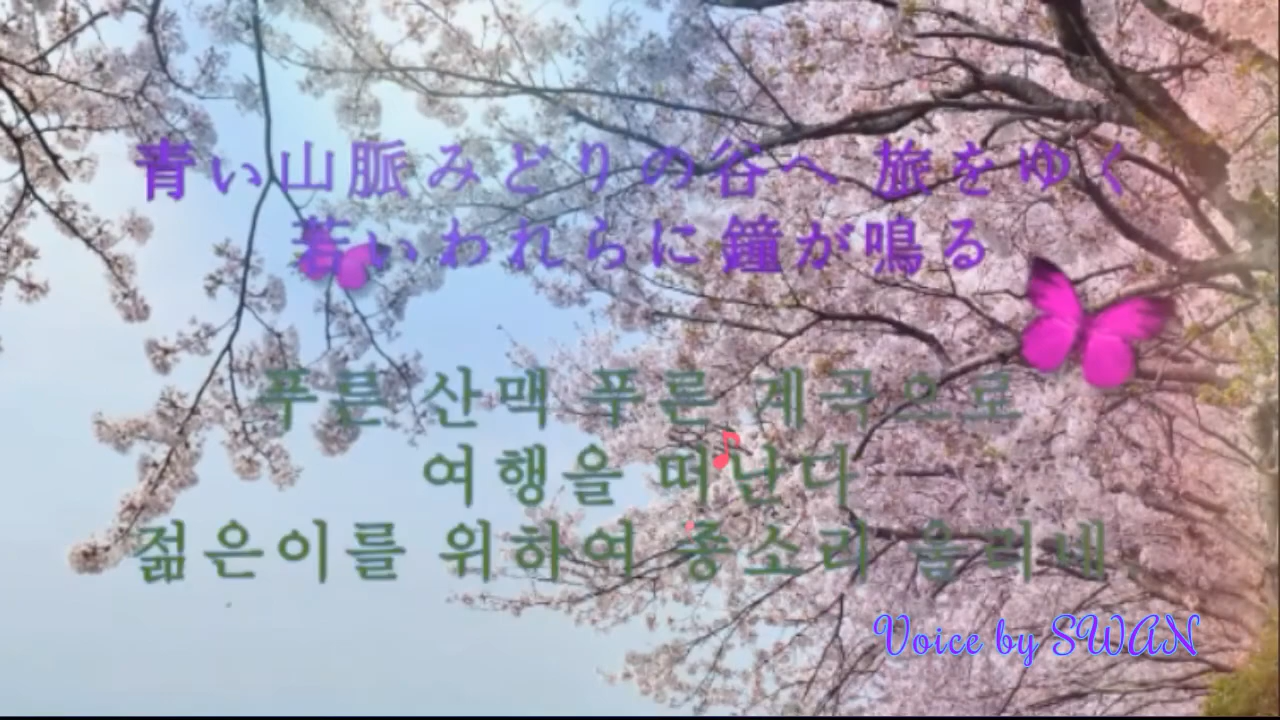 青い山脈みどりの谷へ 旅をゆく
若いわれらに鐘が鳴る
푸른 산맥 푸른 계곡으로
여행을 떠난다
젊은이를 위하여 종소리 울리네
Voice by SWAN